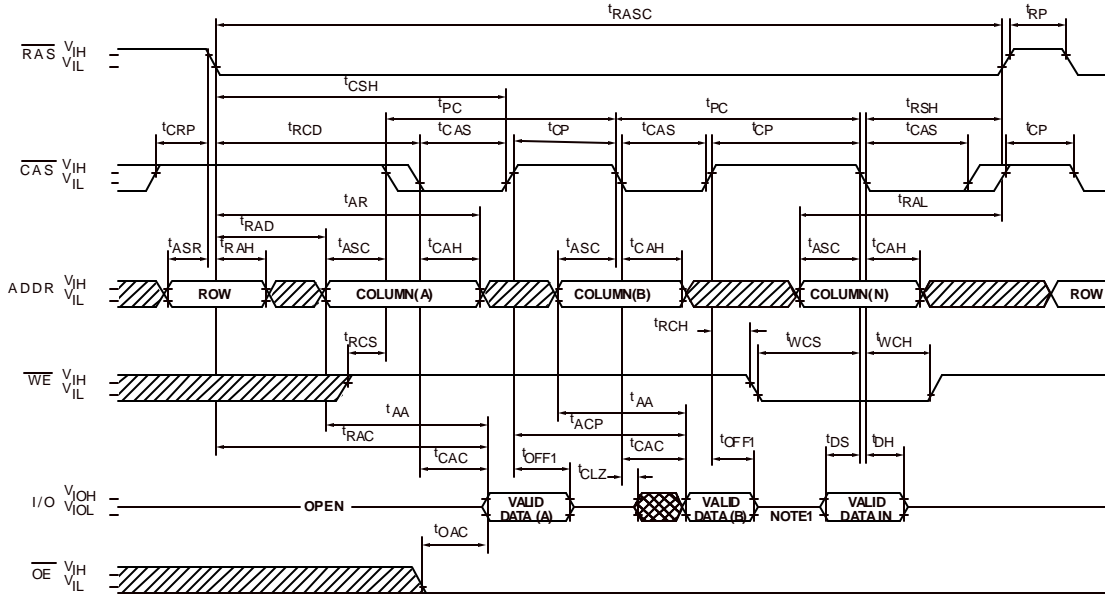 tRASC tRP
RAS VIH
VIL
tCSH
tPC tPC tRSH
tCRP tRCD tCAS tCP tCAS tCP tCAS tCP
CAS VIH
VIL
tAR tRAL
tRAD
tASR tRAH tASC tCAH tASC tCAH tASC tCAH
ADDR VIH
VIL
ROW COLUMN(A) COLUMN(B) COLUMN(N) ROW
tRCH
tRCS tWCS tWCH
WE VIH
VIL
tAA tAA
tRAC tACP
tCAC tOFF1 tCAC tOFF1 tDS tDH
tCLZ
I/O VIOH
VIOL
OPEN VALID DATA(A) VALID DATA(B) NOTE1 VALID DATA IN
tOAC
OE VIH
VIL